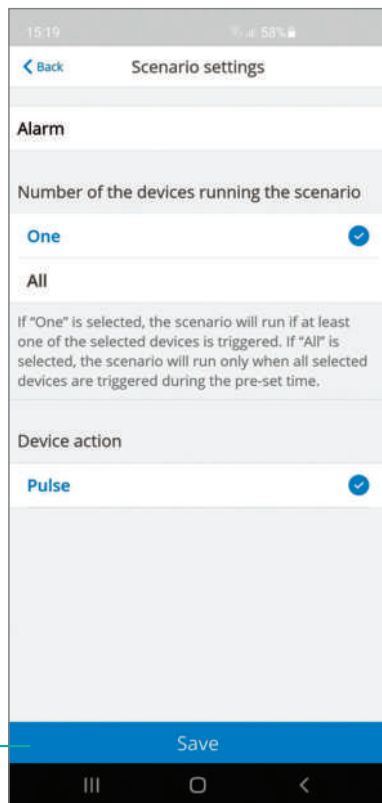 15:19
58%
Back
Scenario settings
Alarm
Number of the devices running the scenario
One
All
If "One" is selected, the scenario will run if at least
one of the selected devices is triggered. If "All" is
selected, the scenario will run only when all selected
devices are triggered during the pre-set time.
Device action
Pulse
Save